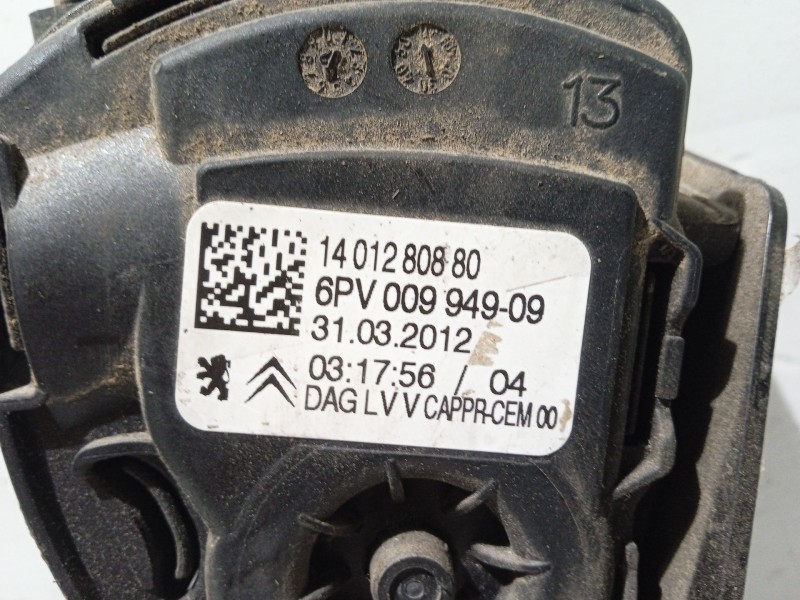 13
14 012 808 80
6PV 009 949-09
31.03.2012
03:17:56 / 04
DAG LV V CAPPR-CEM 00